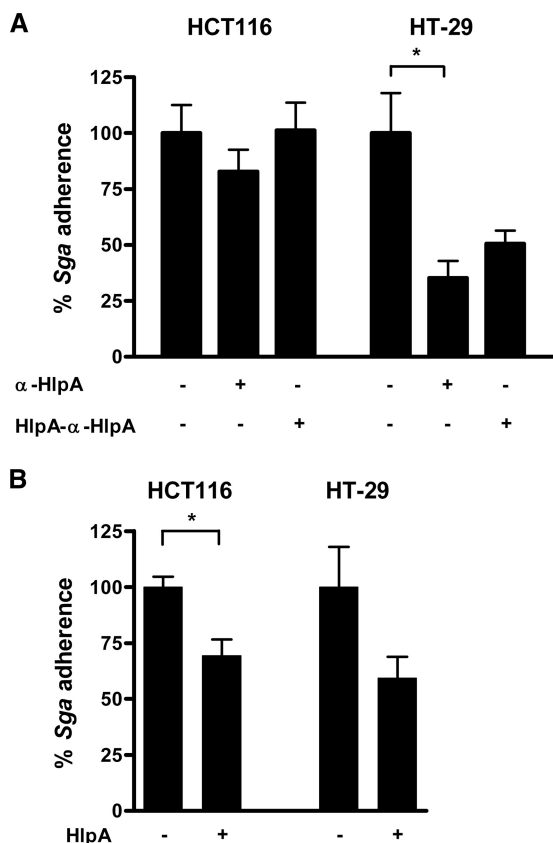 A
HCT116 HT-29
*
125
100
75
50
25
0
% Sga adherence
α-HlpA - + - - + -
HlpA-α-HlpA - - + - - +
B
HCT116 HT-29
*
125
100
75
50
25
0
% Sga adherence
HlpA - + - +